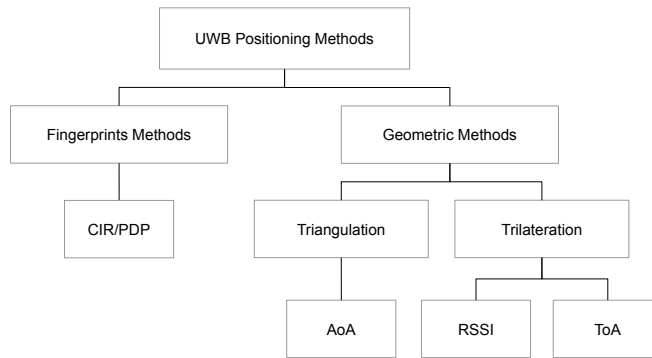 UWB Positioning Methods
Fingerprints Methods
Geometric Methods
CIR/PDP
Triangulation
Trilateration
AoA
RSSI
ToA